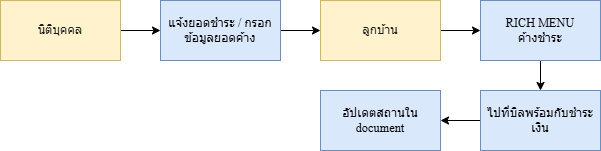 นิติบุคคล
แจ้งยอดชำระ / กรอก
ข้อมูลยอดค้าง
ลูกบ้าน
RICH MENU
ค้างชำระ
ไปที่บิลพร้อมกับชำระ
เงิน
อัปเดตสถานใน
document